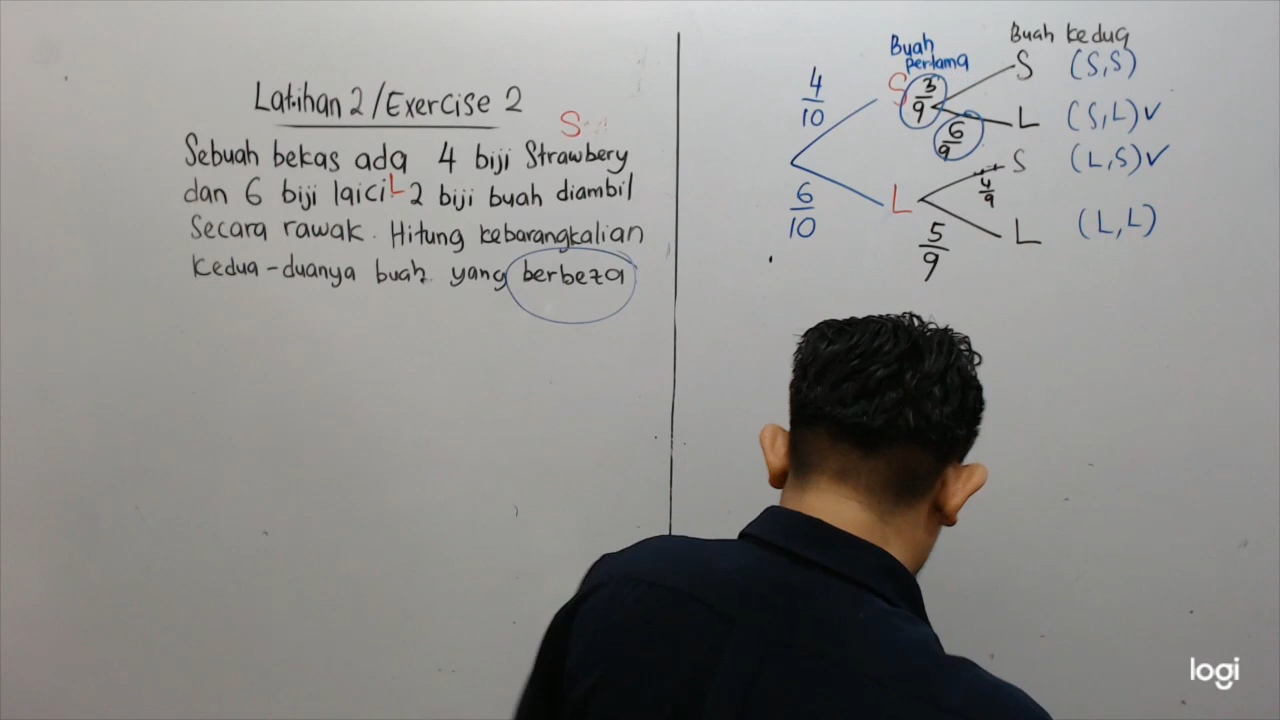 Latihan 2/Exercise 2
S
Sebuah bekas ada 4 biji Strawbery
dan 6 biji laici L 2 biji buah diambil
Secara rawak. Hitung kebarangkalian
Kedua-duanya buah yang berbeza
Buah pertama
Buah kedua
4/10
S
3/9
S
(S,S)
6/9
L
(S,L) ✓
6/10
L
4/9
S
(L,S) ✓
5/9
L
(L,L)
logi